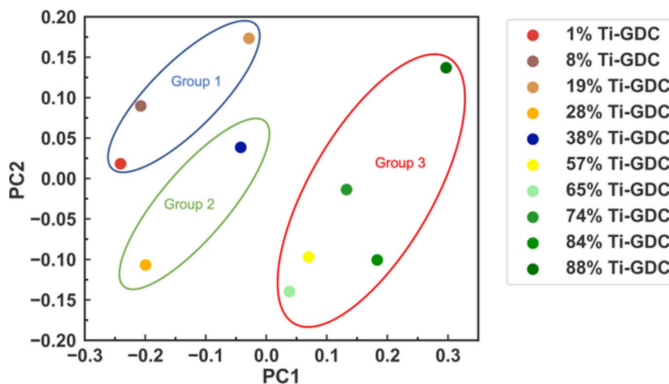 0.20
0.15
0.10
0.05
0.00
−0.05
−0.10
−0.15
−0.20
PC2
−0.3
−0.2
−0.1
0.0
0.1
0.2
0.3
PC1
Group 1
Group 2
Group 3
1% Ti-GDC
8% Ti-GDC
19% Ti-GDC
28% Ti-GDC
38% Ti-GDC
57% Ti-GDC
65% Ti-GDC
74% Ti-GDC
84% Ti-GDC
88% Ti-GDC